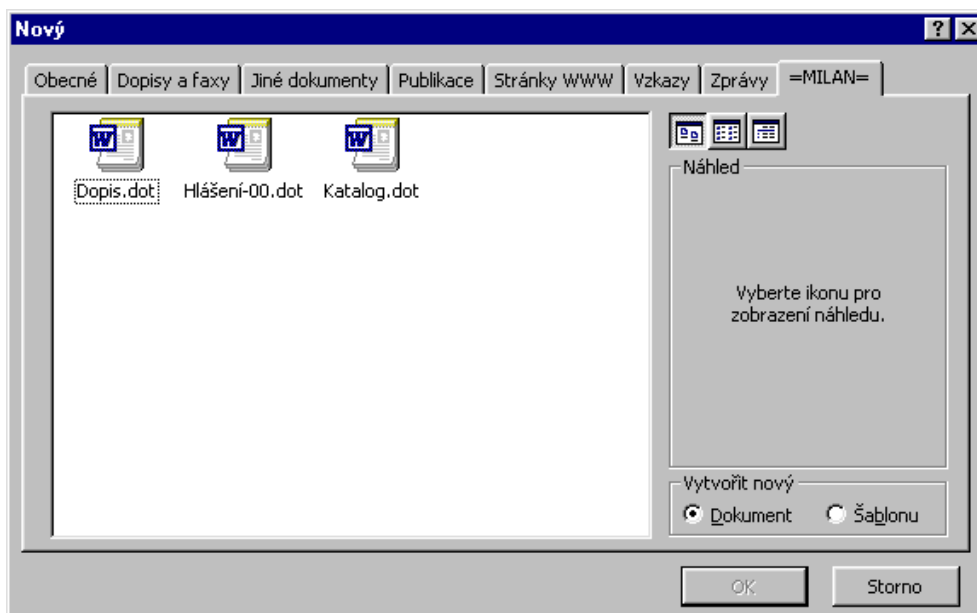 Nový
Obecné Dopisy a faxy Jiné dokumenty Publikace Stránky WWW Vzkazy Zprávy =MILAN=
Dopis.dot Hlášení-00.dot Katalog.dot
Náhled
Vyberte ikonu pro
zobrazení náhledu.
Vytvořit nový
Dokument Šablonu
OK Storno